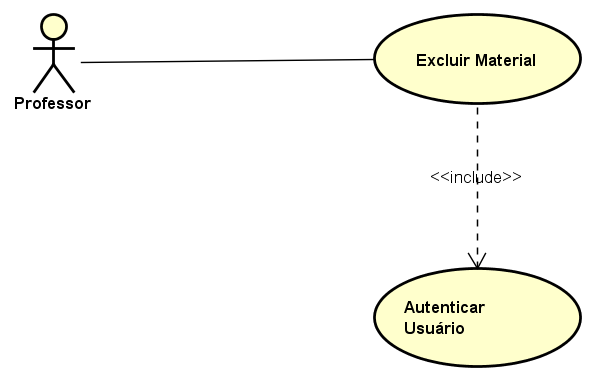 Excluir Material
Professor
<<include>>
Autenticar
Usuário